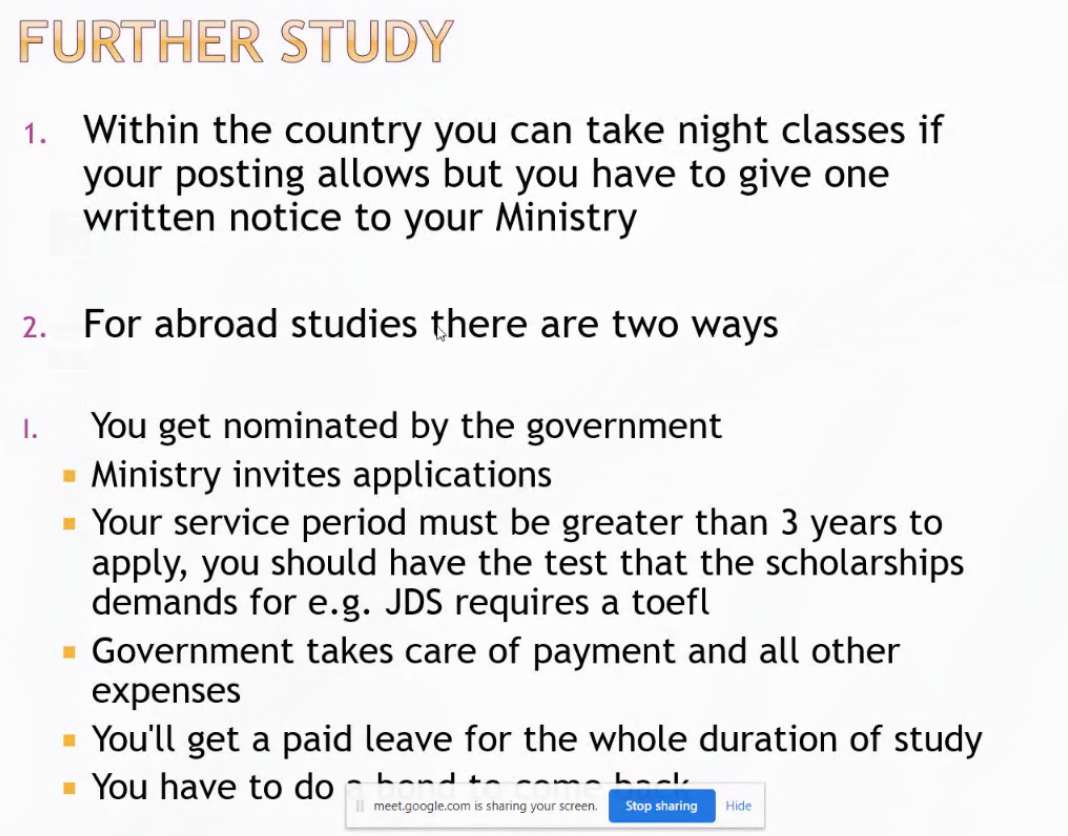 FURTHER STUDY
1. Within the country you can take night classes if
your posting allows but you have to give one
written notice to your Ministry
2. For abroad studies there are two ways
I. You get nominated by the government
Ministry invites applications
Your service period must be greater than 3 years to
apply, you should have the test that the scholarships
demands for e.g. JDS requires a toefl
Government takes care of payment and all other
expenses
You'll get a paid leave for the whole duration of study
You have to do a bond to come back
meet.google.com is sharing your screen. Stop sharing Hide